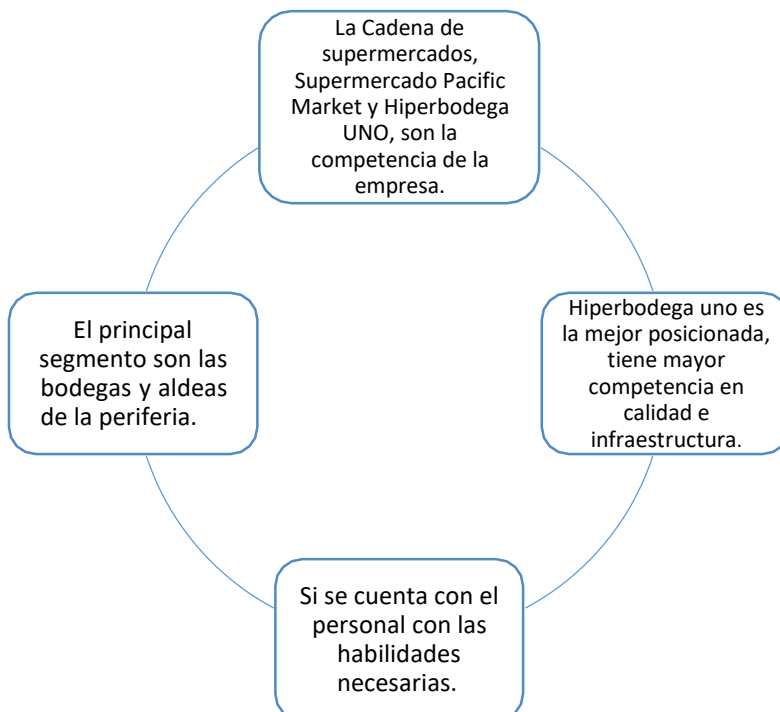 La Cadena de
supermercados,
Supermercado Pacific
Market y Hiperbodega
UNO, son la
competencia de la
empresa.
Hiperbodega uno es
la mejor posicionada,
tiene mayor
competencia en
calidad e
infraestructura.
Si se cuenta con el
personal con las
habilidades
necesarias.
El principal
segmento son las
bodegas y aldeas
de la periferia.